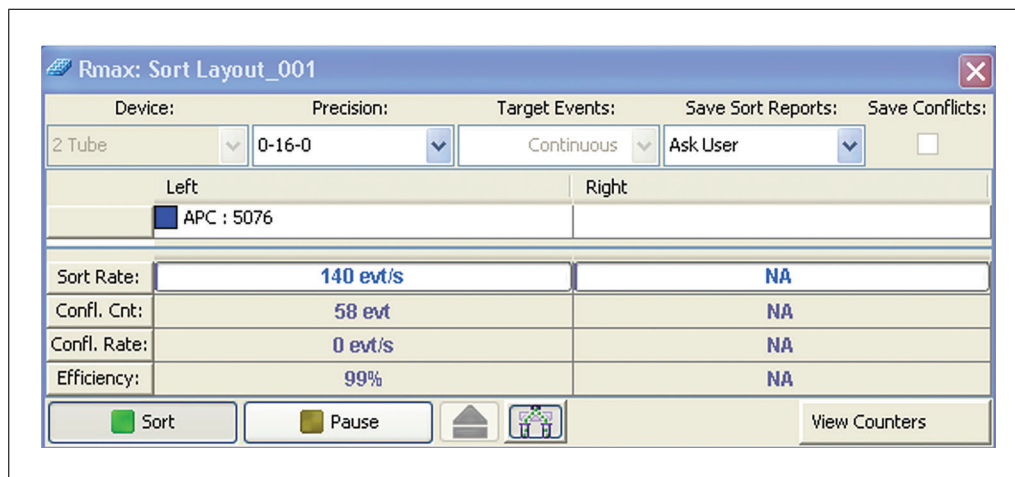 Rmax: Sort Layout_001
Device: Precision: Target Events: Save Sort Reports: Save Conflicts:
2 Tube 0-16-0 Continuous Ask User
Left Right
APC : 5076
Sort Rate: 140 evt/s NA
Confl. Cnt: 58 evt NA
Confl. Rate: 0 evt/s NA
Efficiency: 99% NA
Sort Pause View Counters